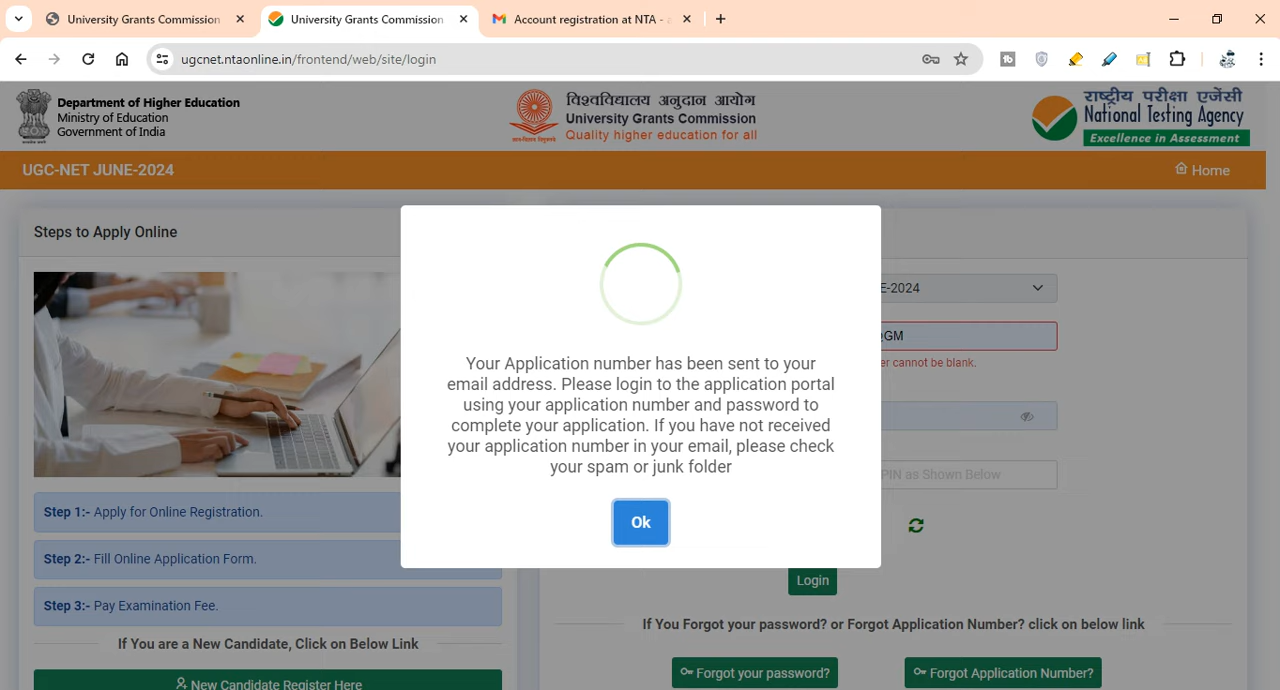 University Grants Commission
University Grants Commission
Account registration at NTA -
ugcnet.ntaonline.in/frontend/web/site/login
Department of Higher Education
Ministry of Education
Government of India
विश्वविद्यालय अनुदान आयोग
University Grants Commission
Quality higher education for all
राष्ट्रीय परीक्षा एजेंसी
National Testing Agency
Excellence in Assessment
UGC-NET JUNE-2024
Home
Steps to Apply Online
E-2024
GM
er cannot be blank.
Your Application number has been sent to your
email address. Please login to the application portal
using your application number and password to
complete your application. If you have not received
your application number in your email, please check
your spam or junk folder
Ok
PIN as Shown Below
Step 1:- Apply for Online Registration.
Step 2:- Fill Online Application Form.
Step 3:- Pay Examination Fee.
Login
If You are a New Candidate, Click on Below Link
New Candidate Register Here
If You Forgot your password? or Forgot Application Number? click on below link
Forgot your password?
Forgot Application Number?